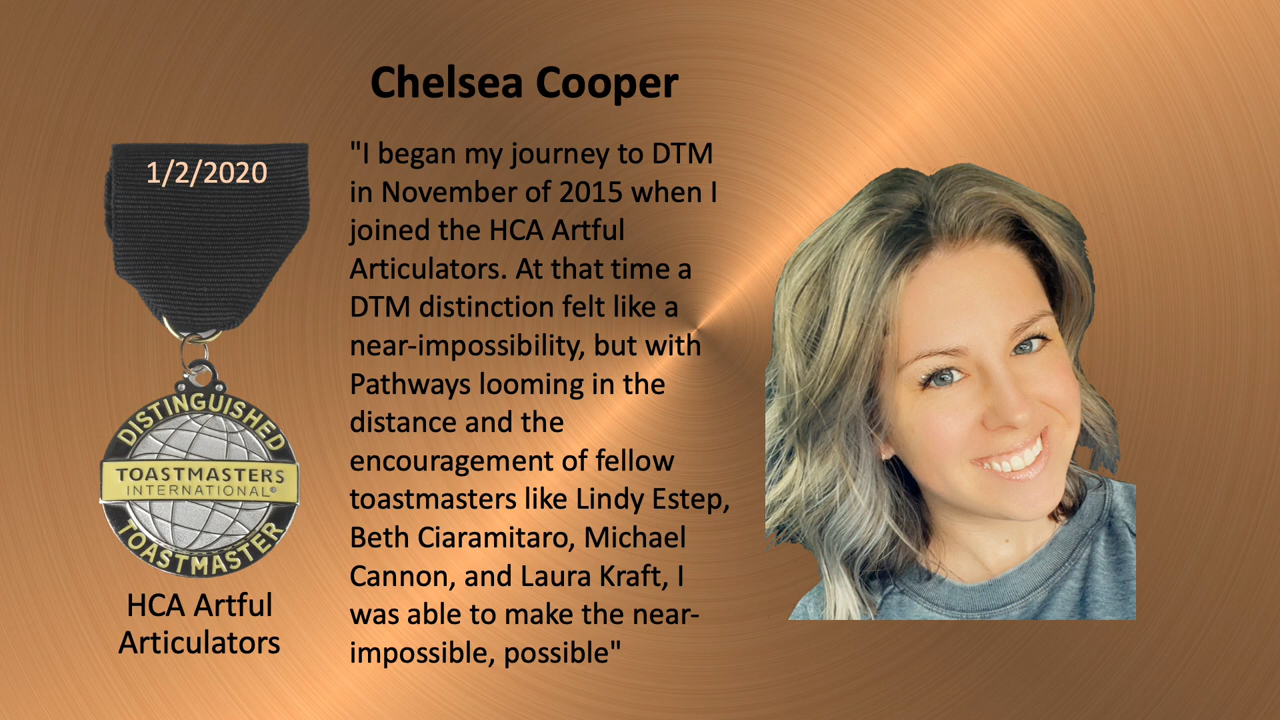 Chelsea Cooper
1/2/2020
DISTINGUISHED
TOASTMASTERS
INTERNATIONAL®
TOASTMASTER
HCA Artful
Articulators
"I began my journey to DTM
in November of 2015 when I
joined the HCA Artful
Articulators. At that time a
DTM distinction felt like a
near-impossibility, but with
Pathways looming in the
distance and the
encouragement of fellow
toastmasters like Lindy Estep,
Beth Ciaramitaro, Michael
Cannon, and Laura Kraft, I
was able to make the near-
impossible, possible"